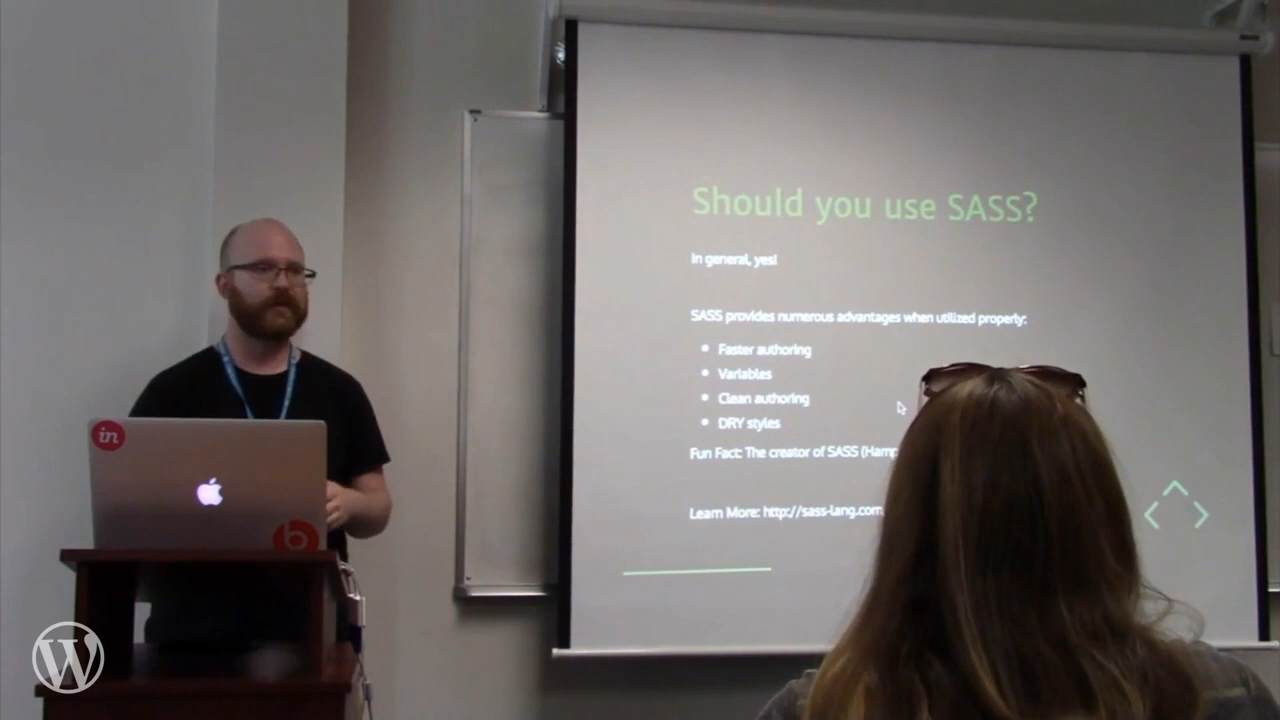 Should you use SASS?
In general, yes!
SASS provides numerous advantages when utilized properly:
Faster authoring
Variables
Clean authoring
DRY styles
Fun Fact: The creator of SASS
Learn More: http://sass-lang.com
in
b
W